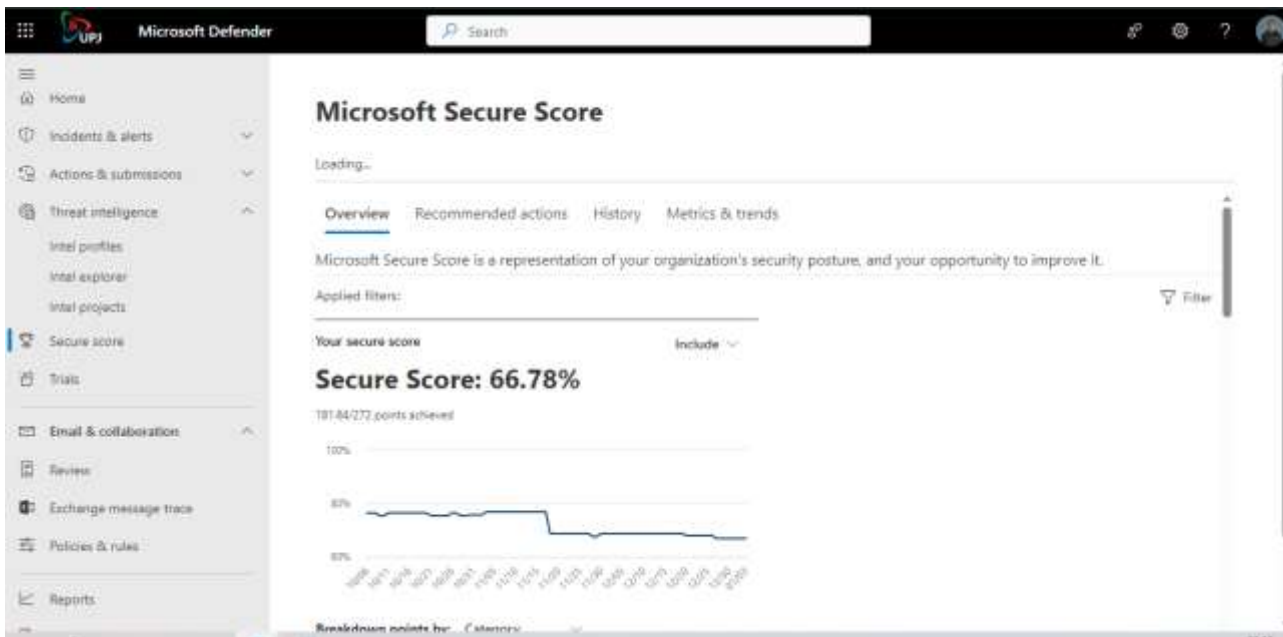 UPJ
Microsoft Defender
Search
?
Home
Incidents & alerts
Actions & submissions
Threat intelligence
Intel profiles
Intel explorer
Intel projects
Secure score
Trials
Email & collaboration
Review
Exchange message trace
Policies & rules
Reports
Microsoft Secure Score
Loading...
Overview Recommended actions History Metrics & trends
Microsoft Secure Score is a representation of your organization's security posture, and your opportunity to improve it.
Applied filters:
Filter
Your secure score
Include
Secure Score: 66.78%
181.64/272 points achieved
100%
80%
60%
Breakdown points by: Category